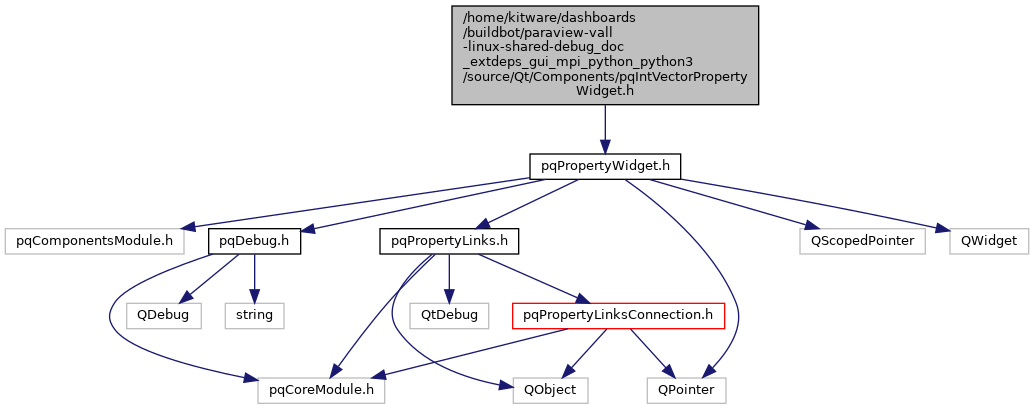 /home/kitware/dashboards
/buildbot/paraview-vall
-linux-shared-debug_doc
_extdeps_gui_mpi_python_python3
/source/Qt/Components/pqIntVectorProperty
Widget.h
pqPropertyWidget.h
pqComponentsModule.h
pqDebug.h
pqPropertyLinks.h
QScopedPointer
QWidget
QDebug
string
QtDebug
pqPropertyLinksConnection.h
pqCoreModule.h
QObject
QPointer